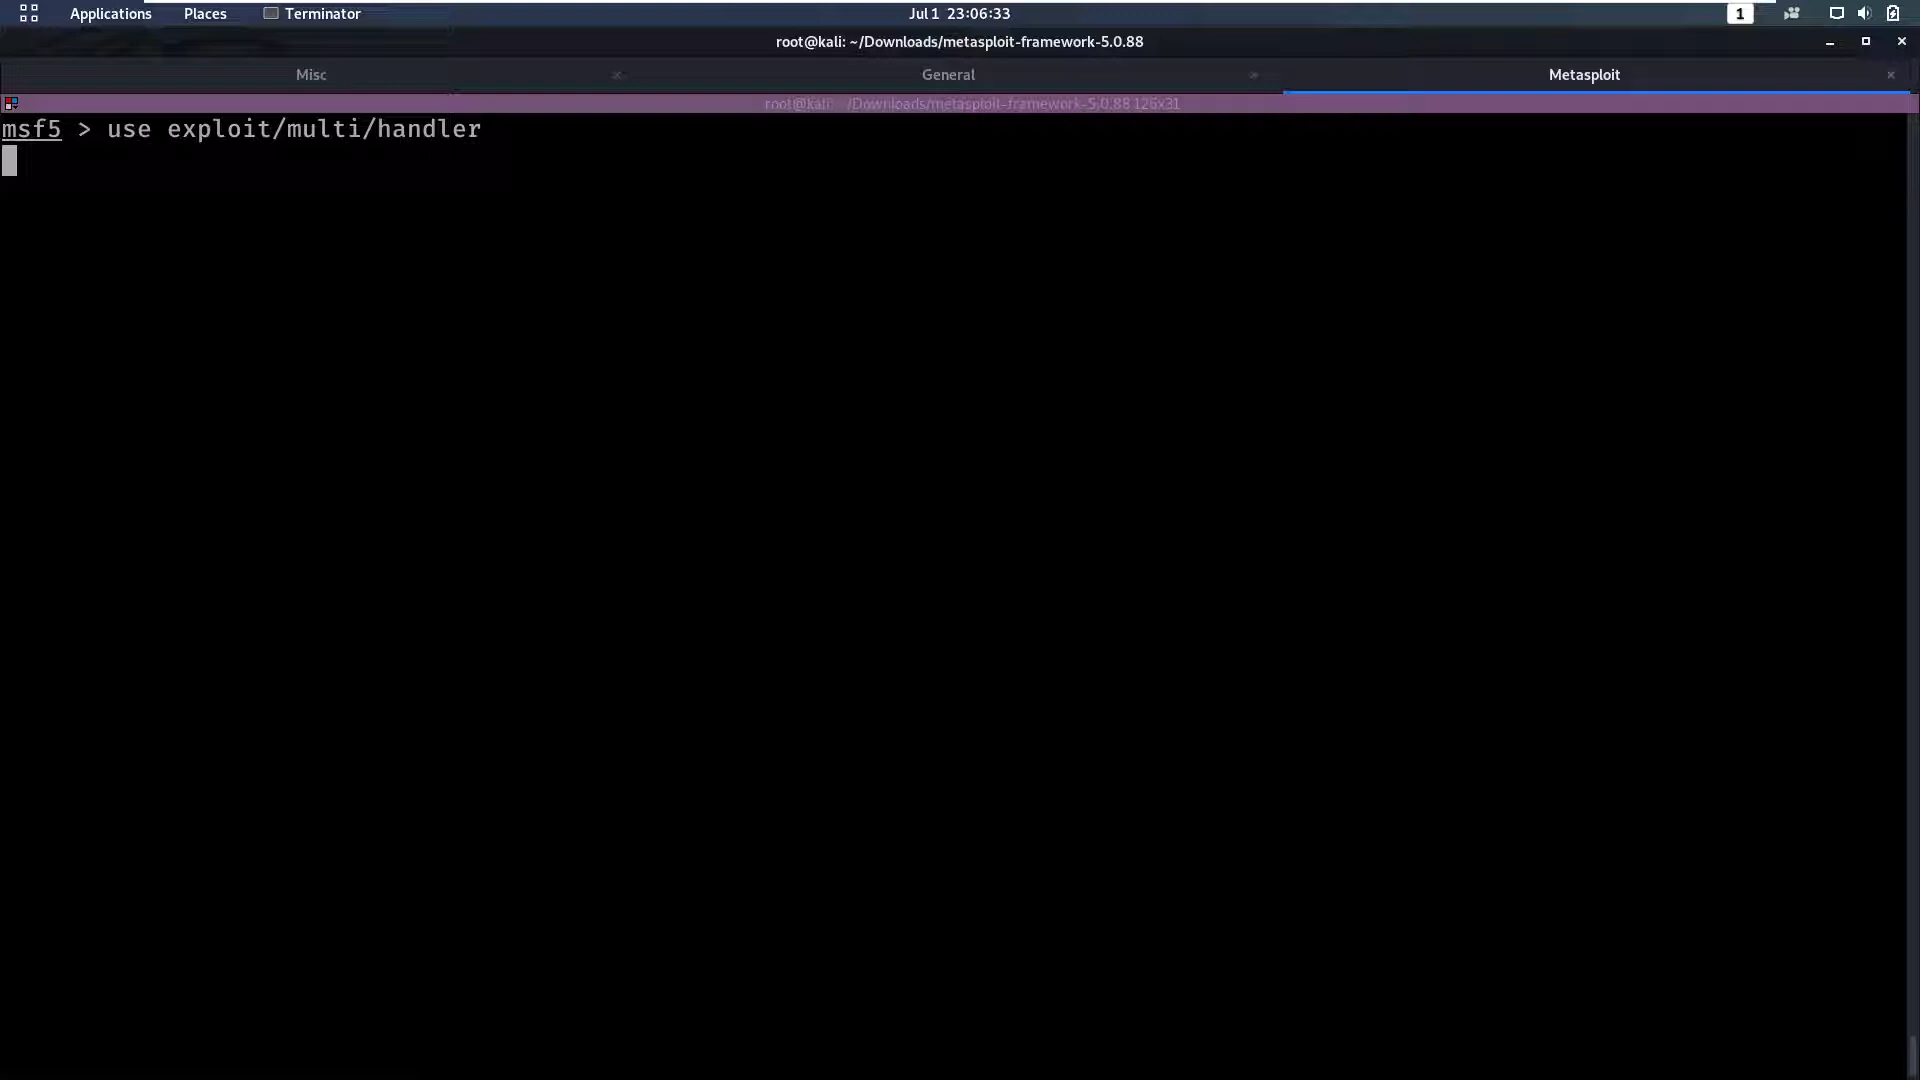 Applications Places Terminator Jul 1 23:06:33 1
root@kali: ~/Downloads/metasploit-framework-5.0.88
Misc General Metasploit
root@kali: ~/Downloads/metasploit-framework-5.0.88 126x31
msf5 > use exploit/multi/handler